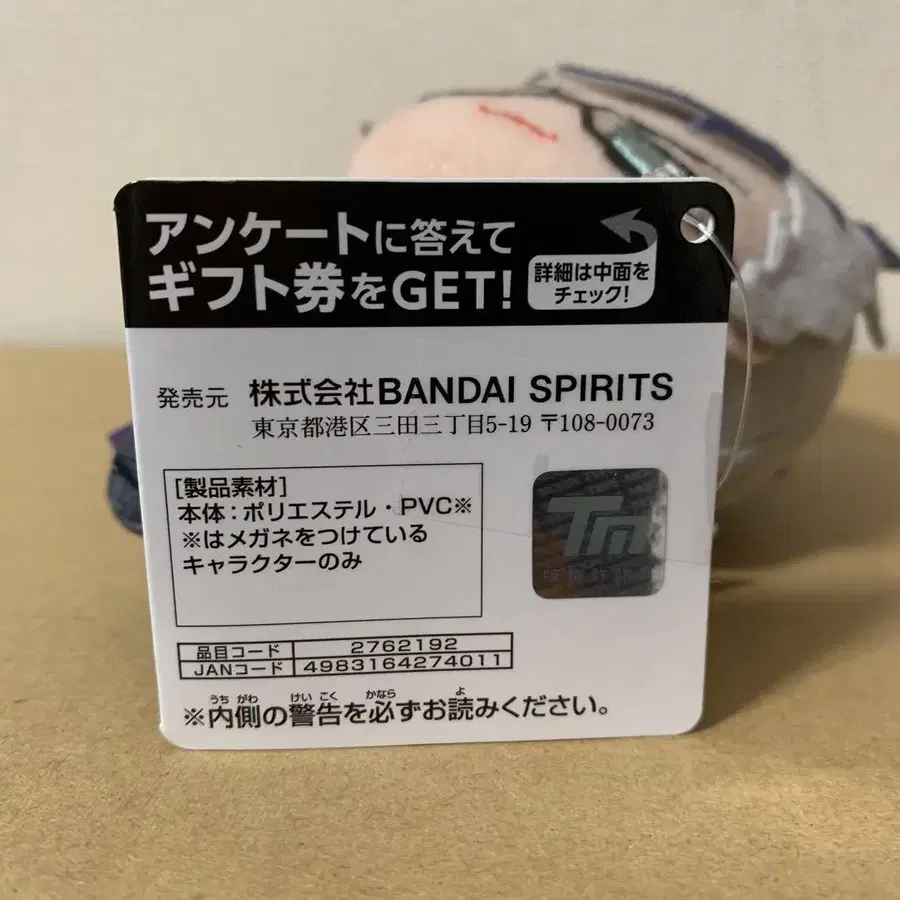 アンケートに答えて
ギフト券をGET!
詳細は中面を
チェック!
発売元 株式会社BANDAI SPIRITS
東京都港区三田三丁目5-19 〒108-0073
[製品素材]
本体:ポリエステル・PVC※
※はメガネをつけている
キャラクターのみ
品目コード 2762192
JANコード 4983164274011
うちがわ けいこく かなら よ
※内側の警告を必ずお読みください。